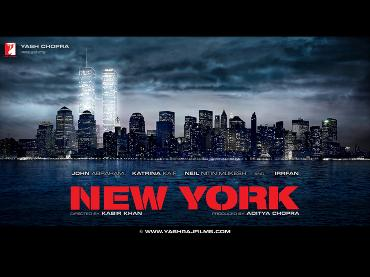 YASH CHOPRA
presents
JOHN ABRAHAM KATRINA KAIF NEIL NITIN MUKESH and IRRFAN
NEW YORK
DIRECTED BY KABIR KHAN PRODUCED BY ADITYA CHOPRA
WWW.YASHRAJFILMS.COM